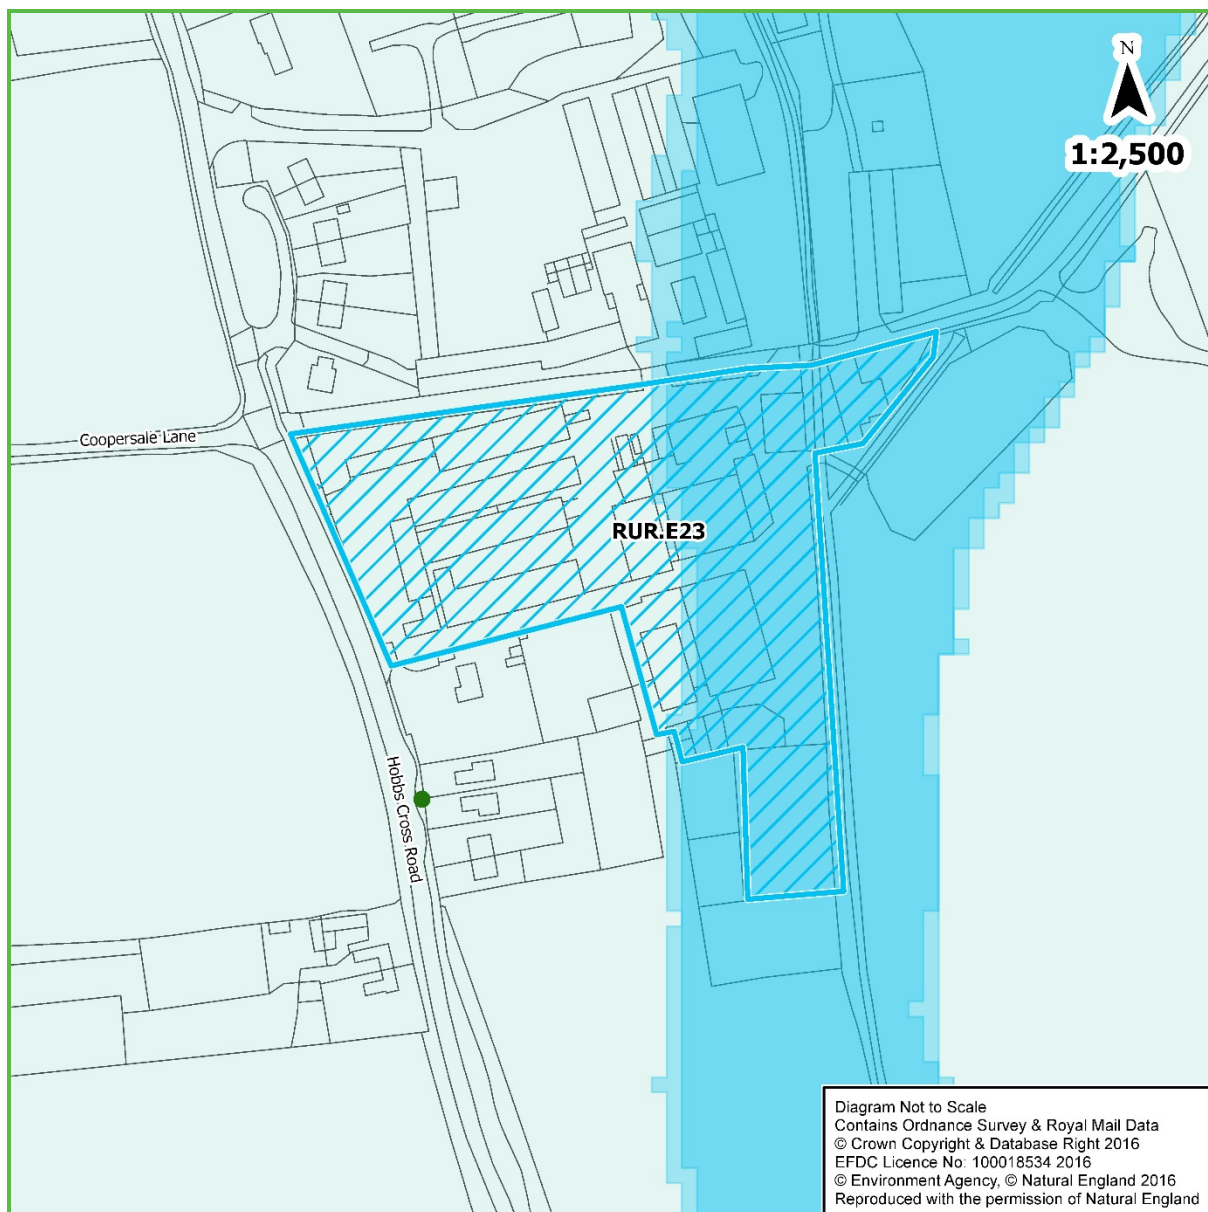 N
1:2,500
Coopersale Lane
RUR.E23
Hobbs Cross Road
Diagram Not to Scale
Contains Ordnance Survey & Royal Mail Data
© Crown Copyright & Database Right 2016
EFDC Licence No: 100018534 2016
© Environment Agency, © Natural England 2016
Reproduced with the permission of Natural England